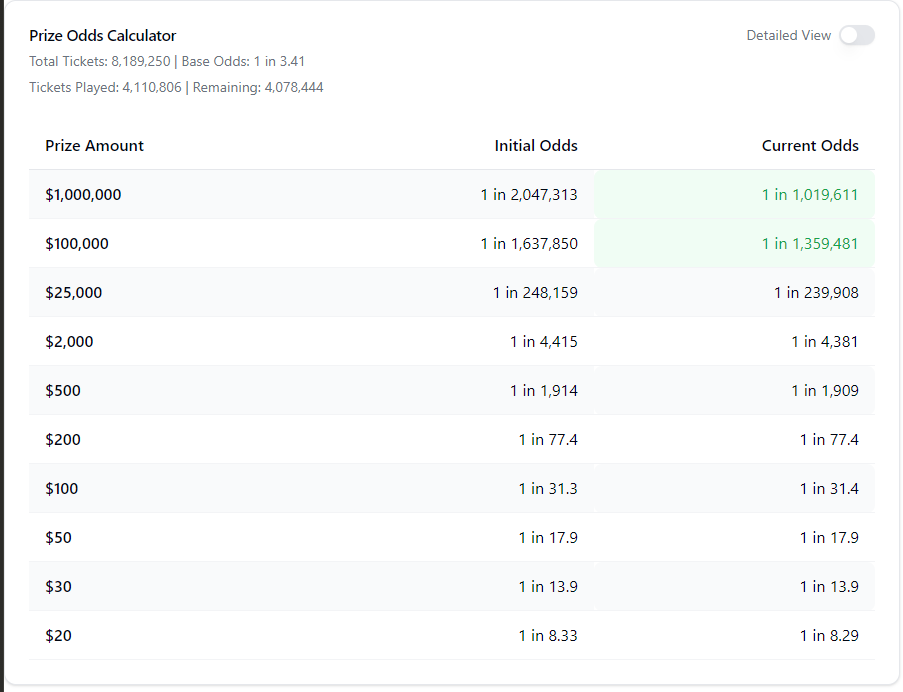 Prize Odds Calculator
Detailed View
Total Tickets: 8,189,250 | Base Odds: 1 in 3.41
Tickets Played: 4,110,806 | Remaining: 4,078,444
Prize Amount Initial Odds Current Odds
$1,000,000 1 in 2,047,313 1 in 1,019,611
$100,000 1 in 1,637,850 1 in 1,359,481
$25,000 1 in 248,159 1 in 239,908
$2,000 1 in 4,415 1 in 4,381
$500 1 in 1,914 1 in 1,909
$200 1 in 77.4 1 in 77.4
$100 1 in 31.3 1 in 31.4
$50 1 in 17.9 1 in 17.9
$30 1 in 13.9 1 in 13.9
$20 1 in 8.33 1 in 8.29